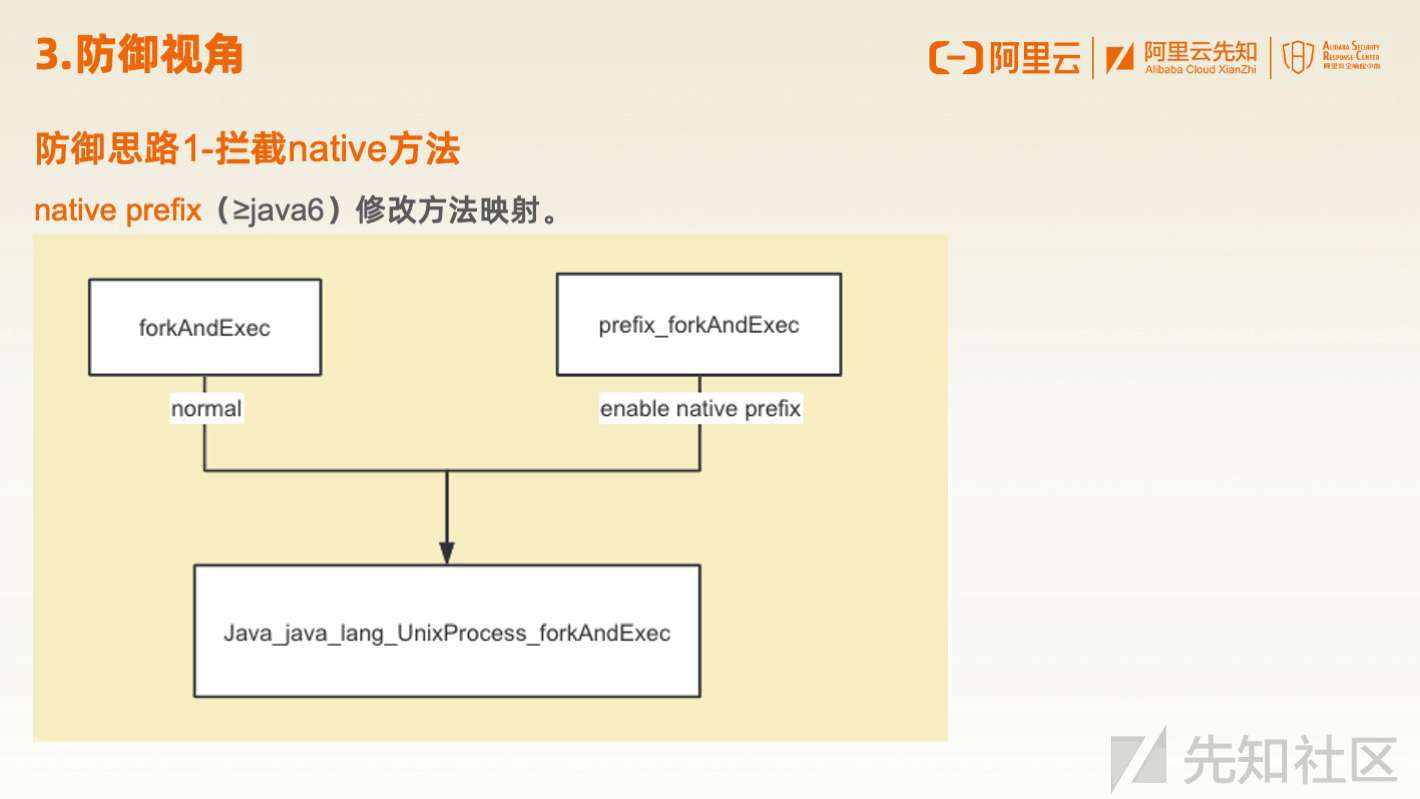 3.防御视角
阿里云
阿里云先知
Alibaba Cloud XianZhi
ALIBABA SECURITY
RESPONSE CENTER
阿里安全响应中心
防御思路1-拦截native方法
native prefix（≥java6）修改方法映射。
forkAndExec
prefix_forkAndExec
normal
enable native prefix
Java_java_lang_UnixProcess_forkAndExec
先知社区